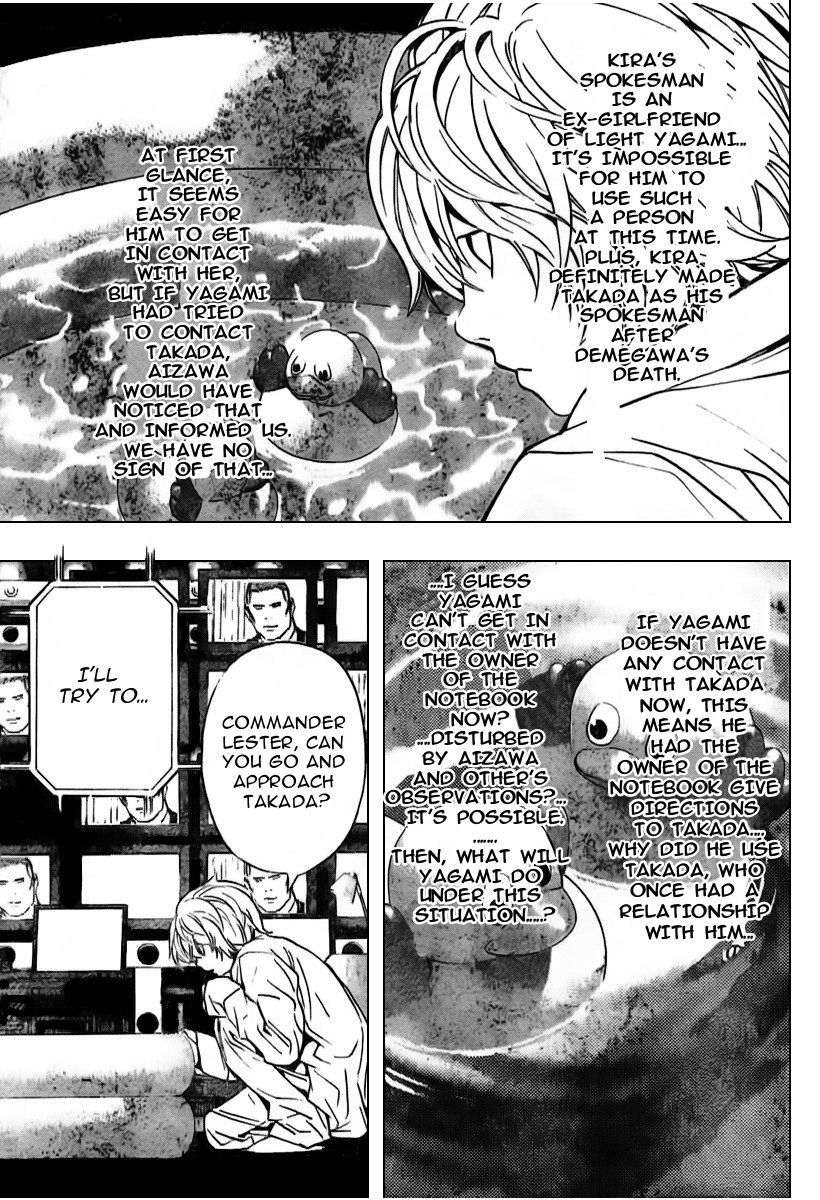 KIRA'S
SPOKESMAN
IS AN
EX-GIRLFRIEND
OF LIGHT YAGAMI...
IT'S IMPOSSIBLE
FOR HIM TO
USE SUCH
A PERSON
AT THIS TIME.
PLUS, KIRA
DEFINITELY MADE
TAKADA AS HIS
SPOKESMAN
AFTER
DEMEGAWA'S
DEATH.
AT FIRST
GLANCE,
IT SEEMS
EASY FOR
HIM TO GET
IN CONTACT
WITH HER,
BUT IF YAGAMI
HAD TRIED
TO CONTACT
TAKADA,
AIZAWA
WOULD HAVE
NOTICED THAT
AND INFORMED US.
WE HAVE NO
SIGN OF THAT...
IF YAGAMI
DOESN'T HAVE
ANY CONTACT
WITH TAKADA
NOW, THIS
MEANS HE
HAD THE
OWNER OF THE
NOTEBOOK GIVE
DIRECTIONS
TO TAKADA....
WHY DID HE USE
TAKADA, WHO
ONCE HAD A
RELATIONSHIP
WITH HIM...
....I GUESS
YAGAMI
CAN'T GET IN
CONTACT WITH
THE OWNER
OF THE
NOTEBOOK
NOW?
....DISTURBED
BY AIZAWA
AND OTHER'S
OBSERVATIONS?...
IT'S POSSIBLE.
......
THEN, WHAT WILL
YAGAMI DO
UNDER THIS
SITUATION.....?
COMMANDER
LESTER, CAN
YOU GO AND
APPROACH
TAKADA?
I'LL
TRY TO...